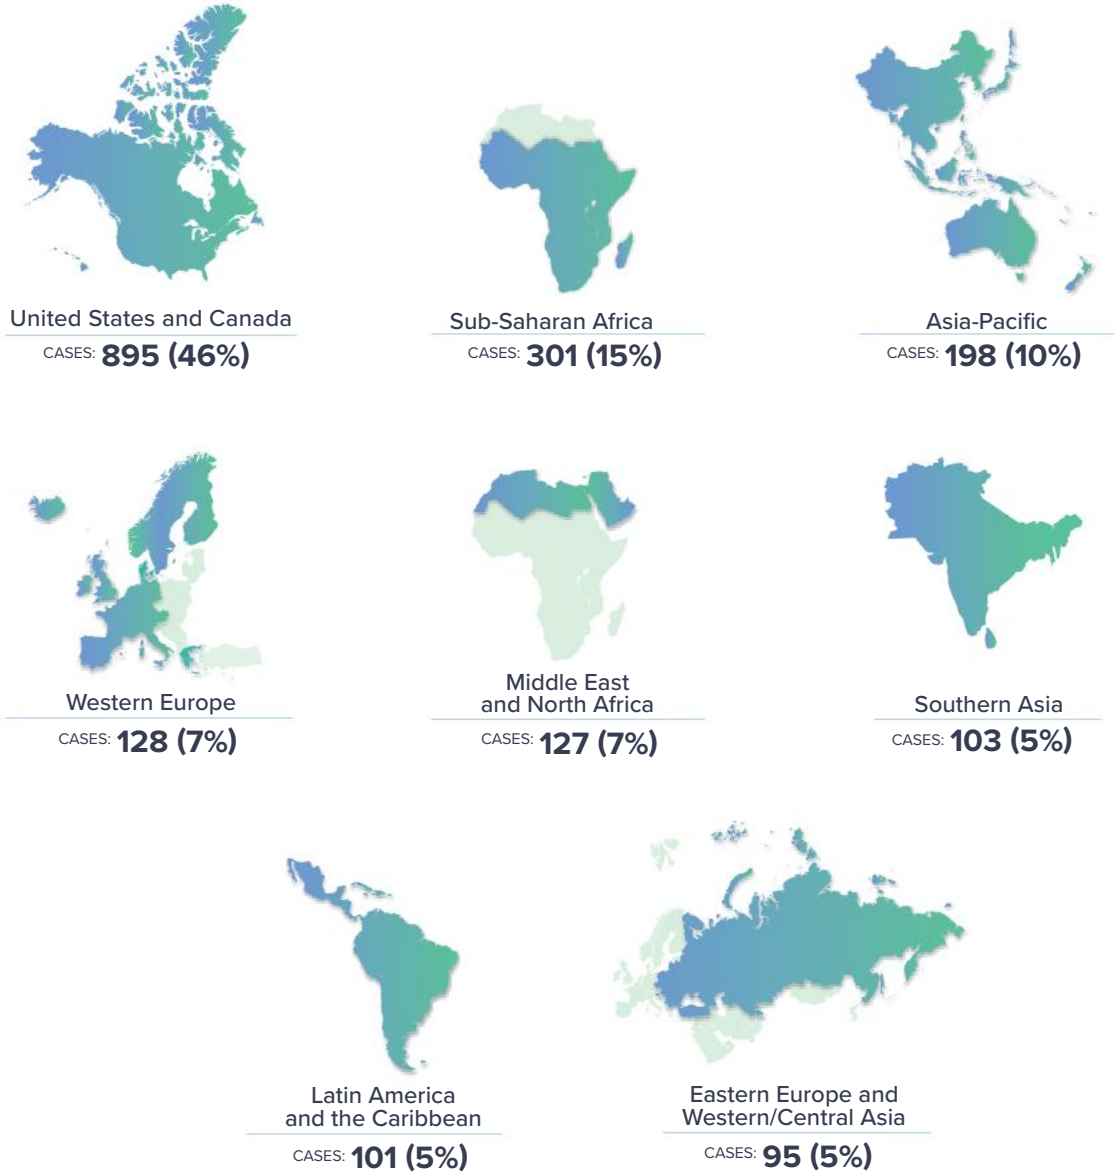 United States and Canada
CASES: 895 (46%)
Sub-Saharan Africa
CASES: 301 (15%)
Asia-Pacific
CASES: 198 (10%)
Western Europe
CASES: 128 (7%)
Middle East
and North Africa
CASES: 127 (7%)
Southern Asia
CASES: 103 (5%)
Latin America
and the Caribbean
CASES: 101 (5%)
Eastern Europe and
Western/Central Asia
CASES: 95 (5%)